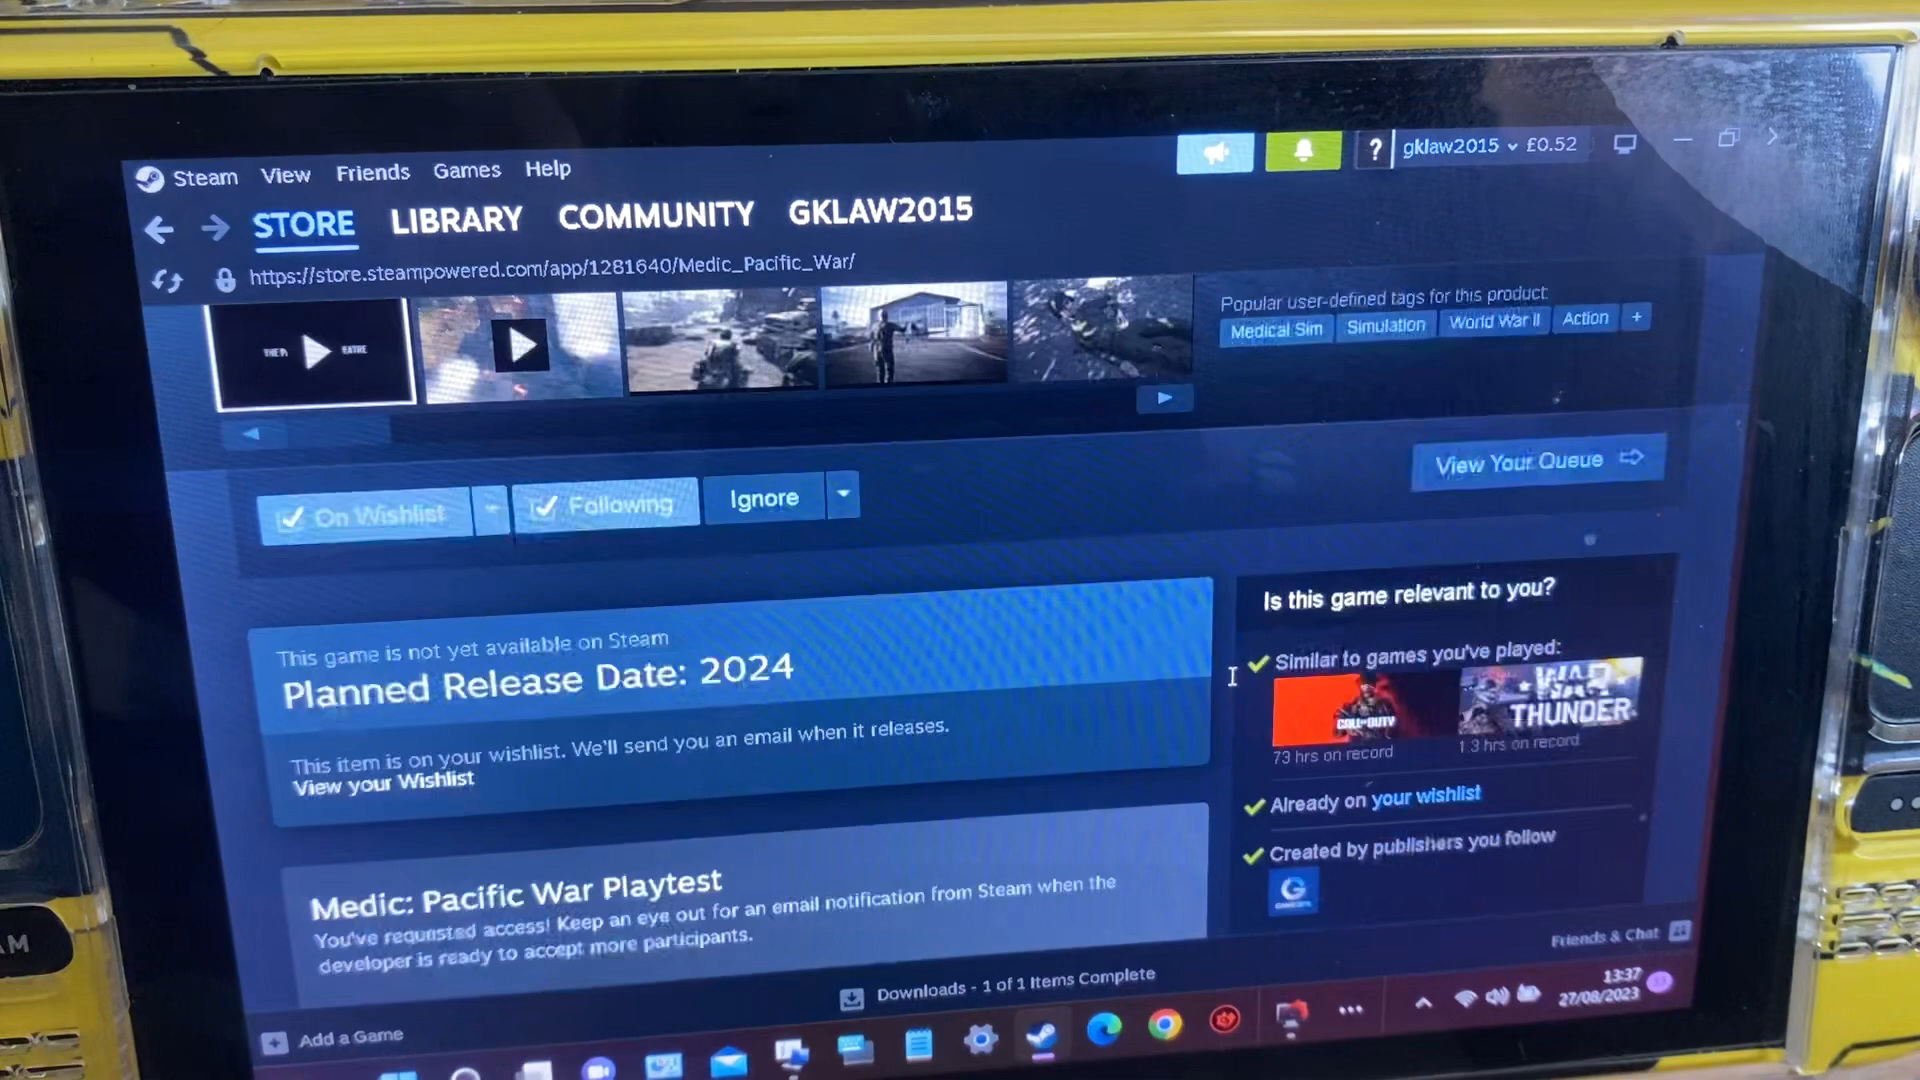 Steam View Friends Games Help
? gklaw2015 £0.52
STORE LIBRARY COMMUNITY GKLAW2015
https://store.steampowered.com/app/1281640/Medic_Pacific_War/
Popular user-defined tags for this product:
Medical Sim Simulation World War II Action +
View Your Queue
On Wishlist Following Ignore
Is this game relevant to you?
This game is not yet available on Steam
Planned Release Date: 2024
Similar to games you've played:
CALL OF DUTY
WAR THUNDER
73 hrs on record 1.3 hrs on record
This item is on your wishlist. We'll send you an email when it releases.
View your Wishlist
Already on your wishlist
Created by publishers you follow
Medic: Pacific War Playtest
You've requested access! Keep an eye out for an email notification from Steam when the
developer is ready to accept more participants.
Friends & Chat
Downloads - 1 of 1 Items Complete
13:37
27/08/2023
Add a Game